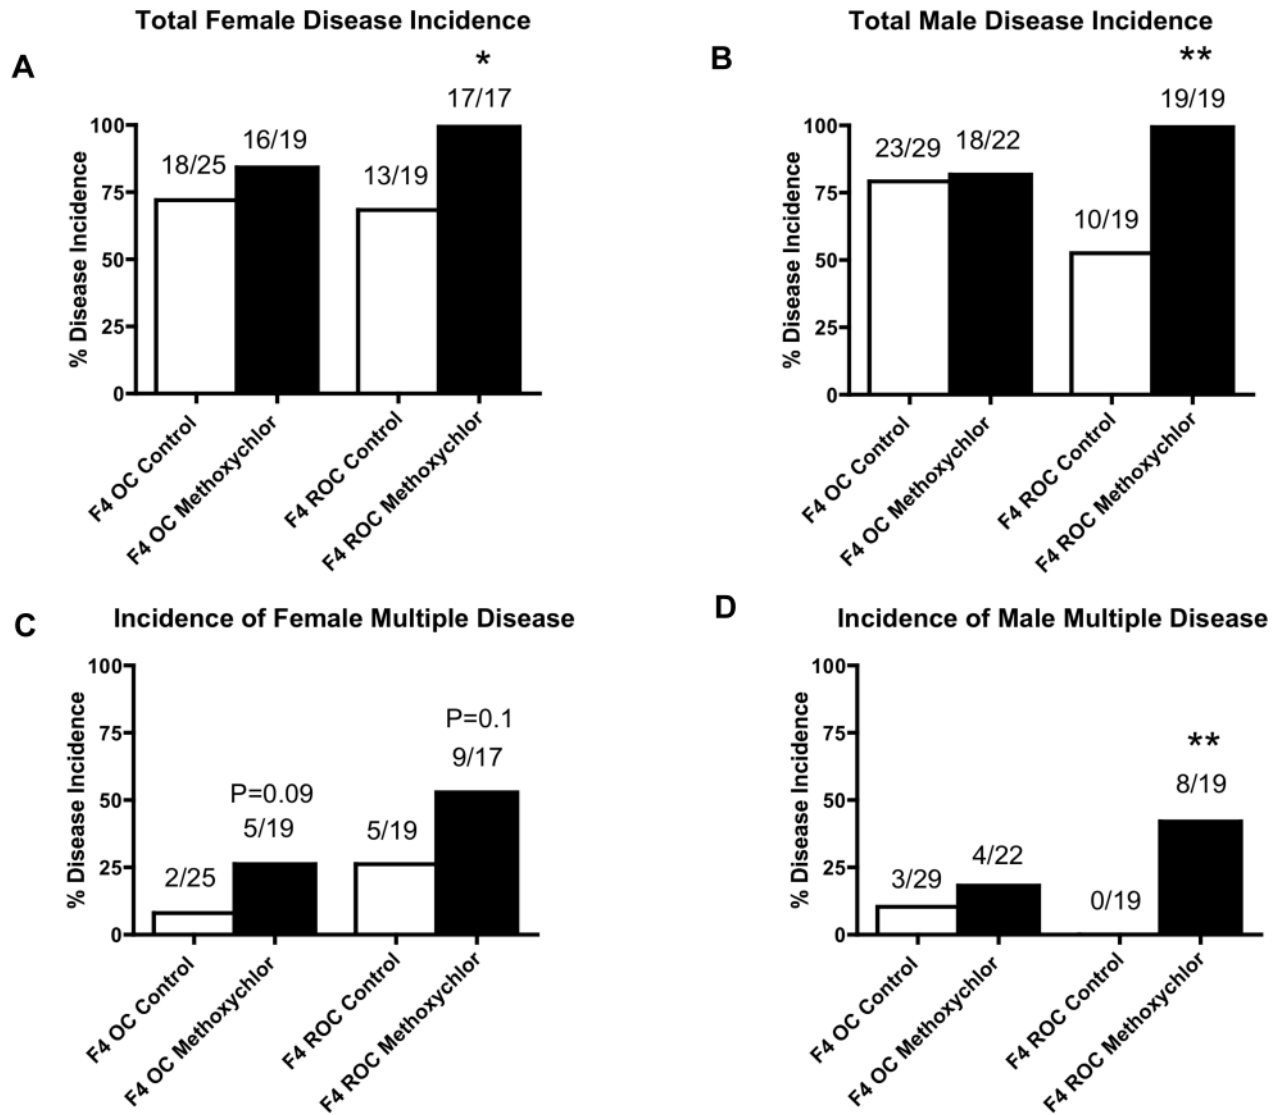 Total Female Disease Incidence
A
*
17/17
16/19
18/25
13/19
100
75
50
25
0
% Disease Incidence
F4 OC Control
F4 OC Methoxychlor
F4 ROC Control
F4 ROC Methoxychlor
Total Male Disease Incidence
B
**
19/19
23/29
18/22
10/19
100
75
50
25
0
% Disease Incidence
F4 OC Control
F4 OC Methoxychlor
F4 ROC Control
F4 ROC Methoxychlor
C
Incidence of Female Multiple Disease
100
75
50
25
0
% Disease Incidence
P=0.1
9/17
P=0.09
5/19
5/19
2/25
F4 OC Control
F4 OC Methoxychlor
F4 ROC Control
F4 ROC Methoxychlor
D
Incidence of Male Multiple Disease
100
75
50
25
0
% Disease Incidence
**
8/19
4/22
3/29
0/19
F4 OC Control
F4 OC Methoxychlor
F4 ROC Control
F4 ROC Methoxychlor